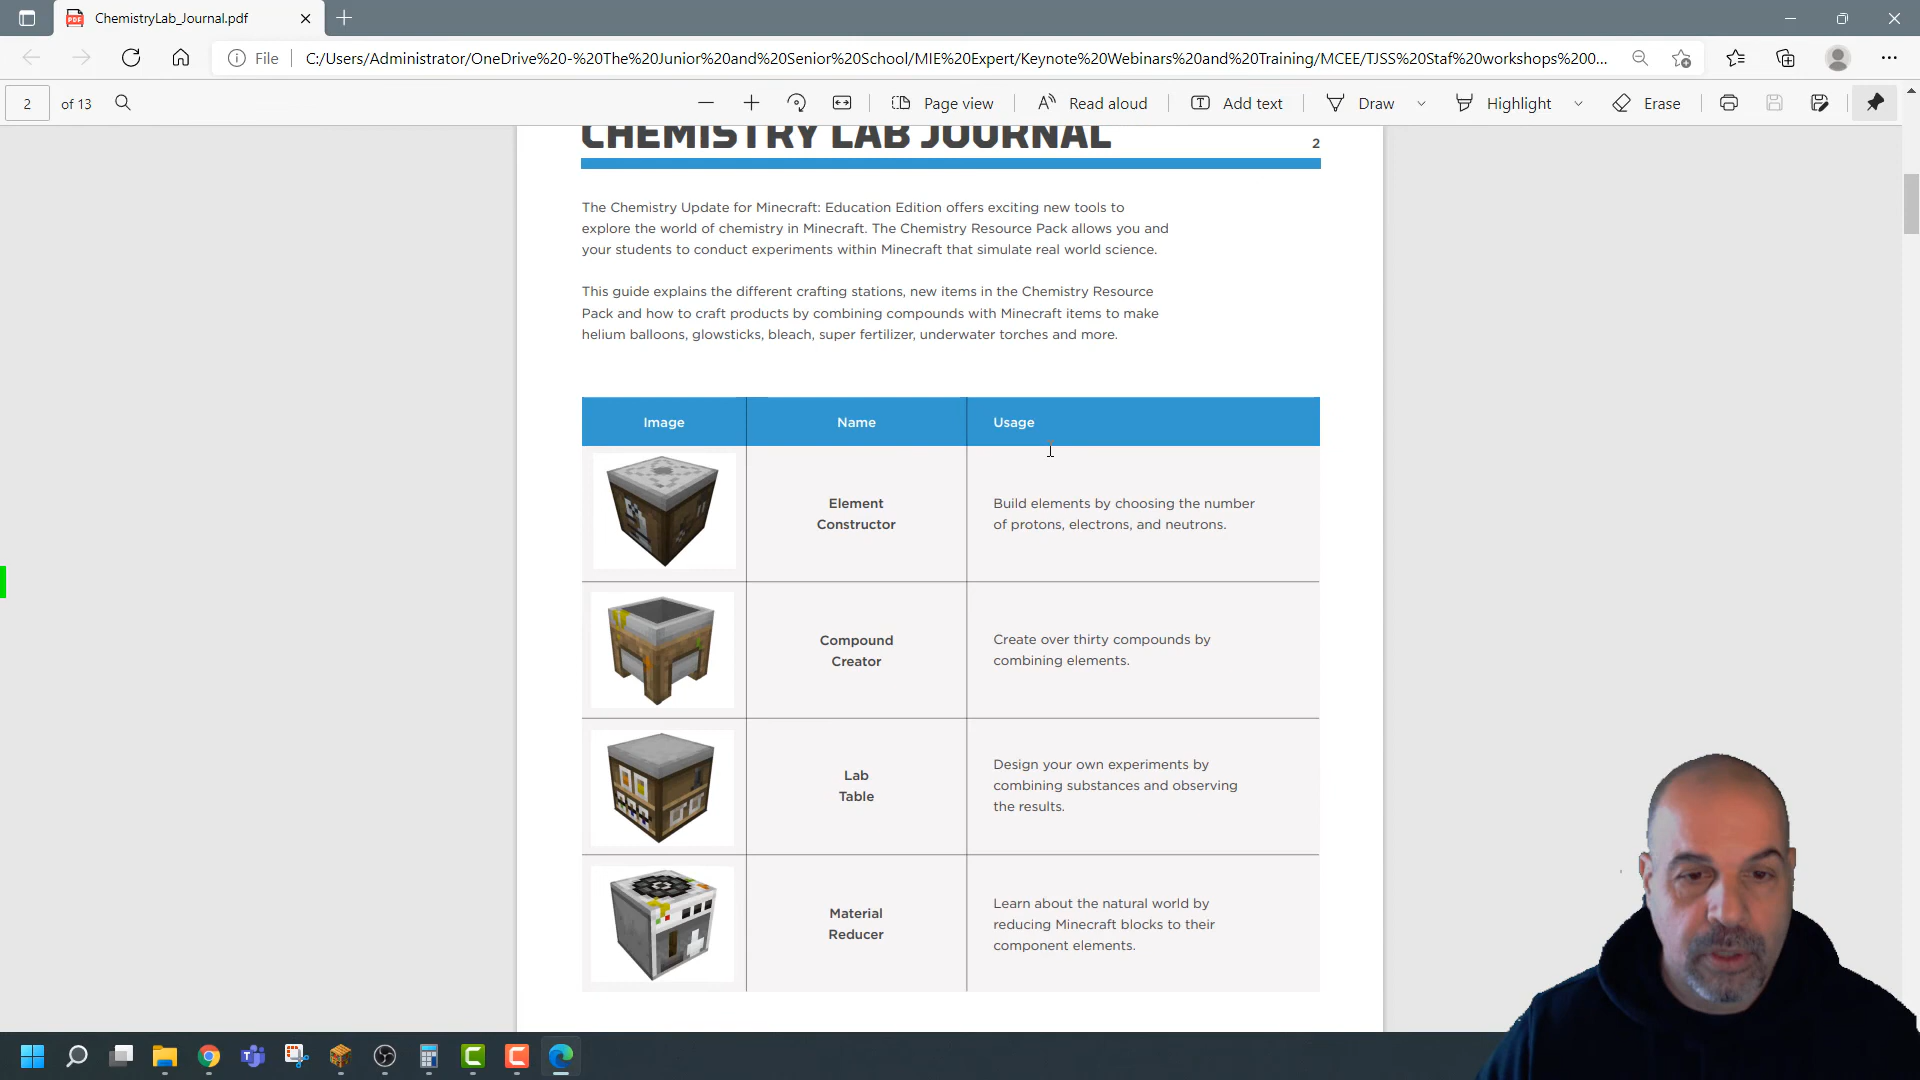 ChemistryLab_Journal.pdf
File
C:/Users/Administrator/OneDrive%20-%20The%20Junior%20and%20Senior%20School/MIE%20Expert/Keynote%20Webinars%20and%20Training/MCEE/TJSS%20Staf%20workshops%200...
2 of 13
Page view
Read aloud
Add text
Draw
Highlight
Erase
CHEMISTRY LAB JOURNAL
2
The Chemistry Update for Minecraft: Education Edition offers exciting new tools to
explore the world of chemistry in Minecraft. The Chemistry Resource Pack allows you and
your students to conduct experiments within Minecraft that simulate real world science.
This guide explains the different crafting stations, new items in the Chemistry Resource
Pack and how to craft products by combining compounds with Minecraft items to make
helium balloons, glowsticks, bleach, super fertilizer, underwater torches and more.
Image
Name
Usage
Element
Constructor
Build elements by choosing the number
of protons, electrons, and neutrons.
Compound
Creator
Create over thirty compounds by
combining elements.
Lab
Table
Design your own experiments by
combining substances and observing
the results.
Material
Reducer
Learn about the natural world by
reducing Minecraft blocks to their
component elements.